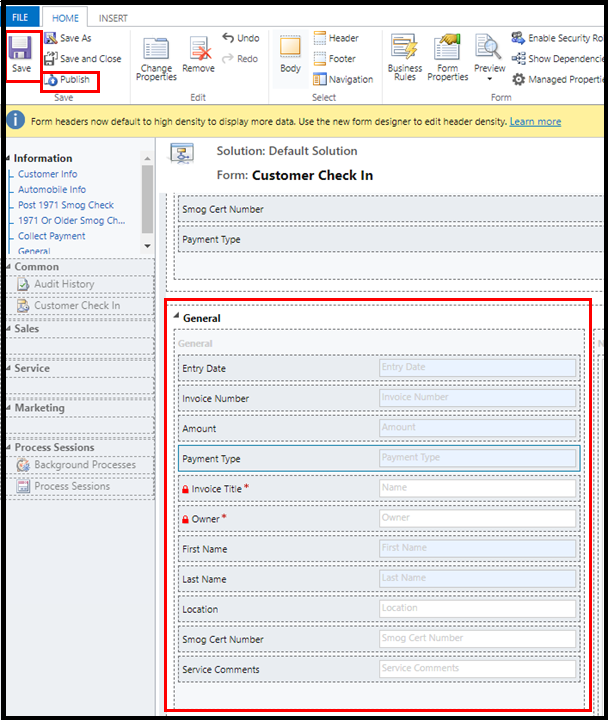 FILE HOME INSERT
Save
Save As
Save and Close
Publish
Save
Change Properties
Remove
Undo
Redo
Edit
Body
Header
Footer
Navigation
Select
Business Rules
Form Properties
Preview
Enable Security Ro
Show Dependencie
Managed Propertie
Form
Form headers now default to high density to display more data. Use the new form designer to edit header density. Learn more
Information
Customer Info
Automobile Info
Post 1971 Smog Check
1971 Or Older Smog Ch...
Collect Payment
General
Common
Audit History
Customer Check In
Sales
Service
Marketing
Process Sessions
Background Processes
Process Sessions
Solution: Default Solution
Form: Customer Check In
Smog Cert Number
Payment Type
General
General
Entry Date Entry Date
Invoice Number Invoice Number
Amount Amount
Payment Type Payment Type
Invoice Title * Name
Owner * Owner
First Name First Name
Last Name Last Name
Location Location
Smog Cert Number Smog Cert Number
Service Comments Service Comments